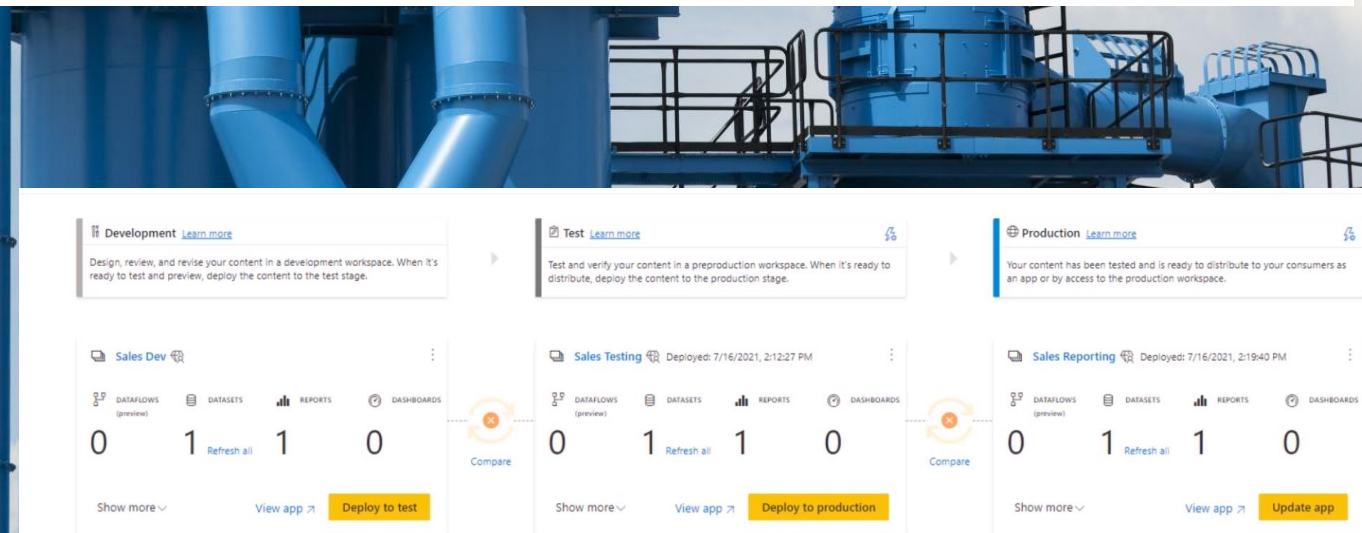 Development Learn more
Design, review, and revise your content in a development workspace. When it's
ready to test and preview, deploy the content to the test stage.
Test Learn more
Test and verify your content in a preproduction workspace. When it's ready to
distribute, deploy the content to the production stage.
Production Learn more
Your content has been tested and is ready to distribute to your consumers as
an app or by access to the production workspace.
Sales Dev
DATAFLOWS DATASETS REPORTS DASHBOARDS
(preview)
0 1 Refresh all 1 0
Show more View app Deploy to test
Compare
Sales Testing Deployed: 7/16/2021, 2:12:27 PM
DATAFLOWS DATASETS REPORTS DASHBOARDS
(preview)
0 1 Refresh all 1 0
Show more View app Deploy to production
Compare
Sales Reporting Deployed: 7/16/2021, 2:19:40 PM
DATAFLOWS DATASETS REPORTS DASHBOARDS
(preview)
0 1 Refresh all 1 0
Show more View app Update app